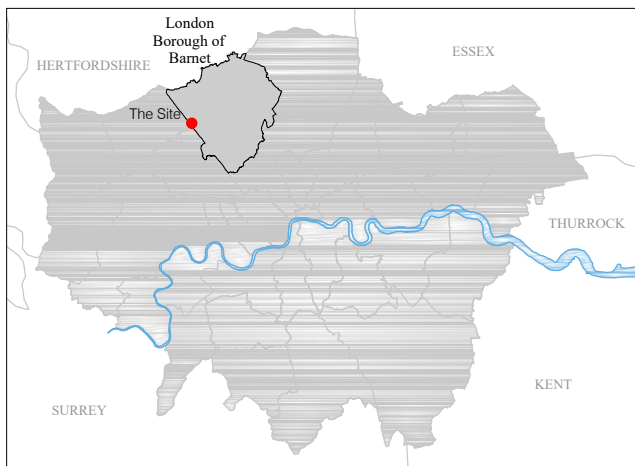 London
Borough of
Barnet
HERTFORDSHIRE
ESSEX
The Site
THURROCK
KENT
SURREY